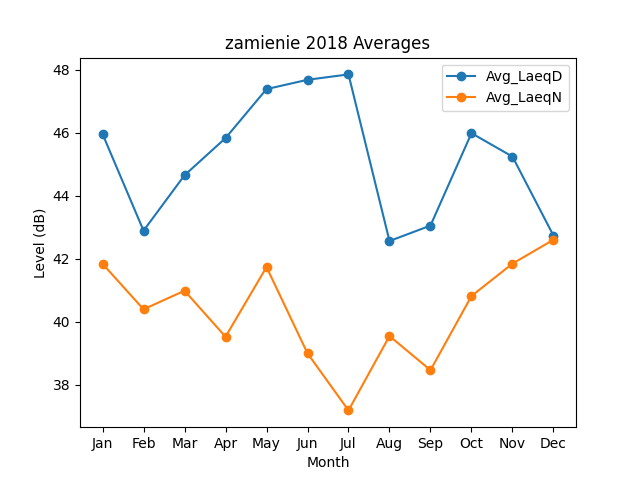 zamienie 2018 Averages
Avg_LaeqD
Avg_LaeqN
Level (dB)
48
46
44
42
40
38
Jan Feb Mar Apr May Jun Jul Aug Sep Oct Nov Dec
Month